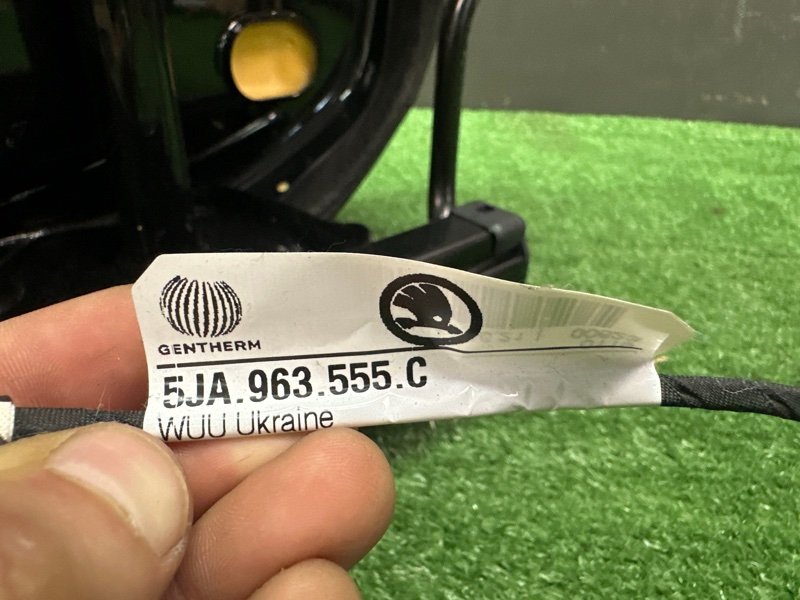 GENTHERM
5JA.963.555.C
WUU Ukraine